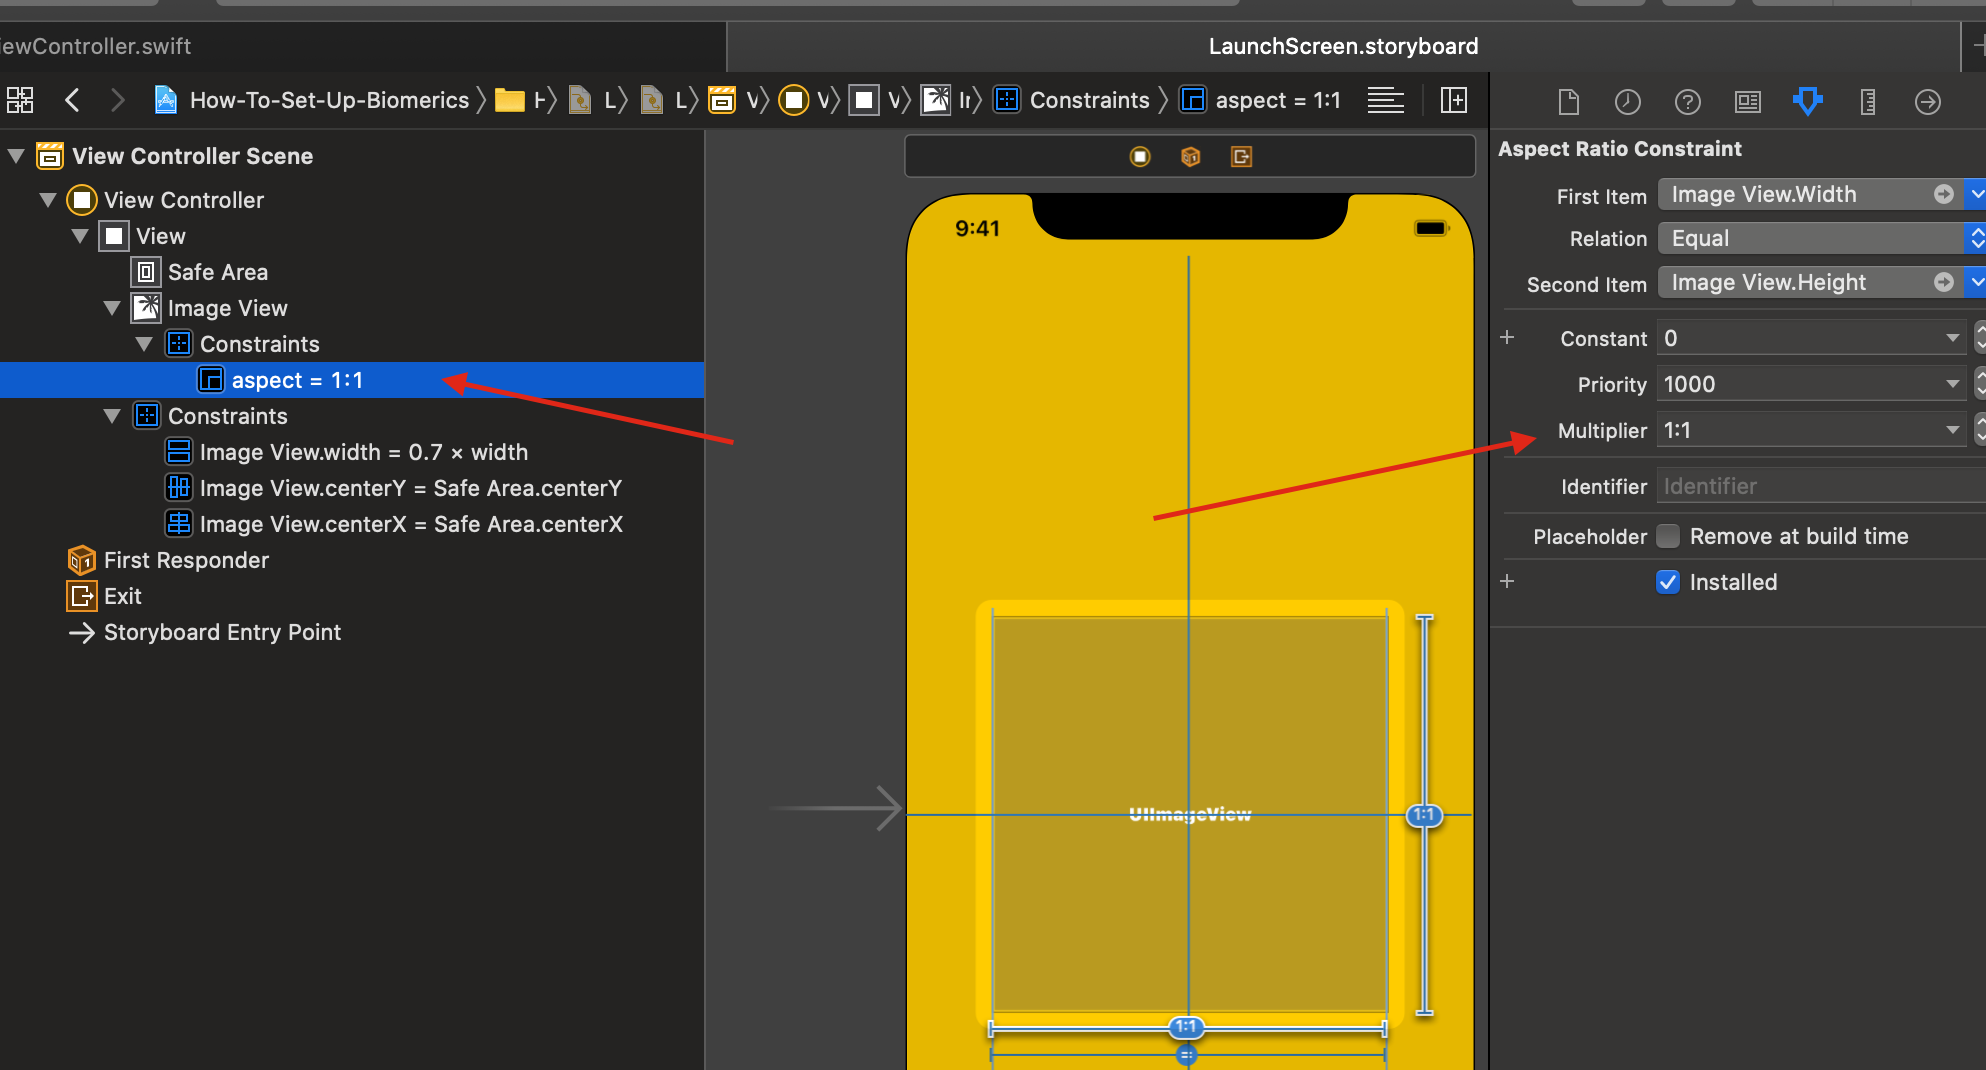 iewController.swift
LaunchScreen.storyboard
How-To-Set-Up-Biomerics
Constraints
aspect = 1:1
View Controller Scene
View Controller
View
Safe Area
Image View
Constraints
aspect = 1:1
Constraints
Image View.width = 0.7 × width
Image View.centerY = Safe Area.centerY
Image View.centerX = Safe Area.centerX
First Responder
Exit
Storyboard Entry Point
9:41
UIImageView
1:1
1:1
=
Aspect Ratio Constraint
First Item Image View.Width
Relation Equal
Second Item Image View.Height
+ Constant 0
Priority 1000
Multiplier 1:1
Identifier Identifier
Placeholder Remove at build time
+ Installed